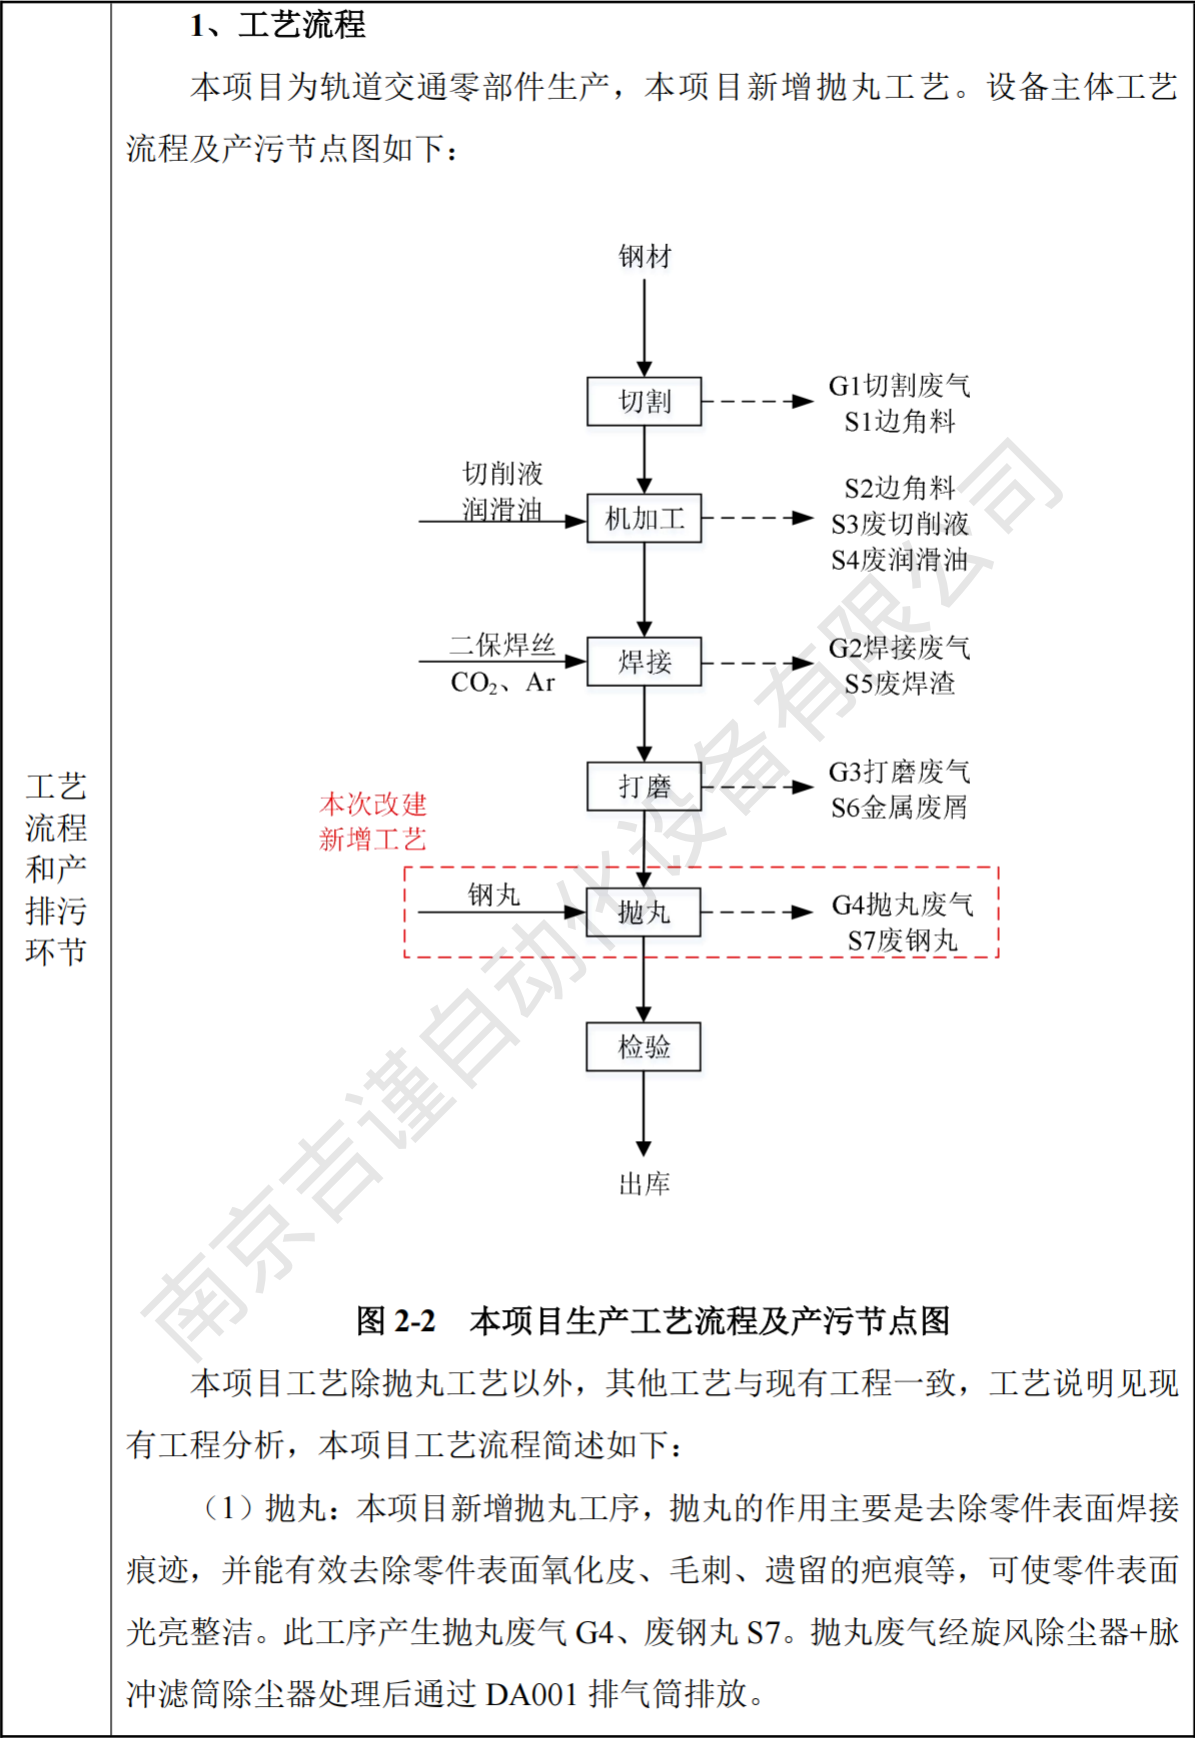 1、工艺流程
本项目为轨道交通零部件生产，本项目新增抛丸工艺。设备主体工艺
流程及产污节点图如下：
钢材
切割
G1切割废气
S1边角料
切削液
润滑油
机加工
S2边角料
S3废切削液
S4废润滑油
二保焊丝
CO₂、Ar
焊接
G2焊接废气
S5废焊渣
打磨
G3打磨废气
S6金属废屑
本次改建
新增工艺
钢丸
抛丸
G4抛丸废气
S7废钢丸
检验
出库
工艺
流程
和产
排污
环节
图 2-2 本项目生产工艺流程及产污节点图
本项目工艺除抛丸工艺以外，其他工艺与现有工程一致，工艺说明见现
有工程分析，本项目工艺流程简述如下：
（1）抛丸：本项目新增抛丸工序，抛丸的作用主要是去除零件表面焊接
痕迹，并能有效去除零件表面氧化皮、毛刺、遗留的疤痕等，可使零件表面
光亮整洁。此工序产生抛丸废气 G4、废钢丸 S7。抛丸废气经旋风除尘器+脉
冲滤筒除尘器处理后通过 DA001 排气筒排放。
南京吉谨自动化设备有限公司